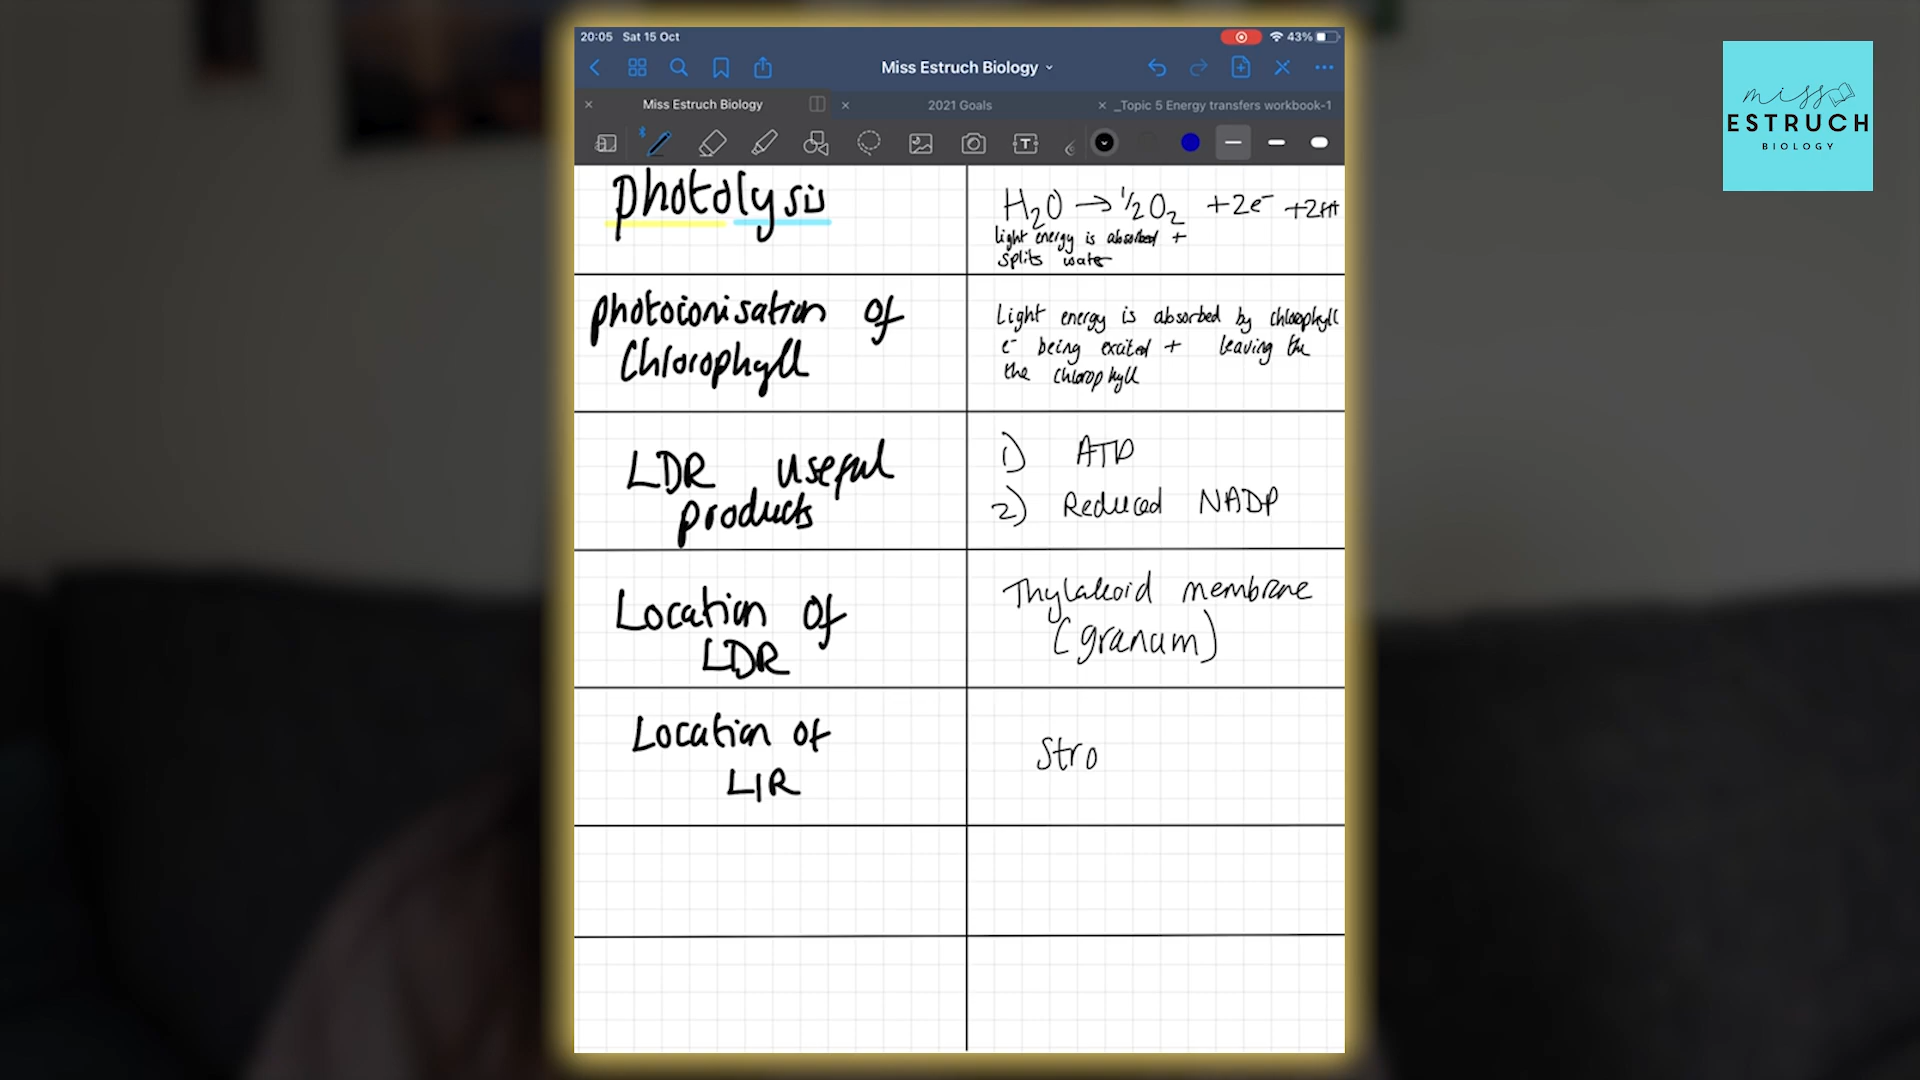 20:05 Sat 15 Oct
43%
Miss Estruch Biology
Miss Estruch Biology
2021 Goals
_Topic 5 Energy transfers workbook-1
miss
ESTRUCH
BIOLOGY
photolysis
H₂O → ½O₂ +2e⁻ +2H⁺
light energy is absorbed +
splits water
photoionisation of
Chlorophyll
Light energy is absorbed by chlorophyll
e⁻ being excited + leaving the
the chlorophyll
LDR useful
products
1) ATP
2) Reduced NADP
Location of
LDR
Thylakoid membrane
(granum)
Location of
LIR
Stro